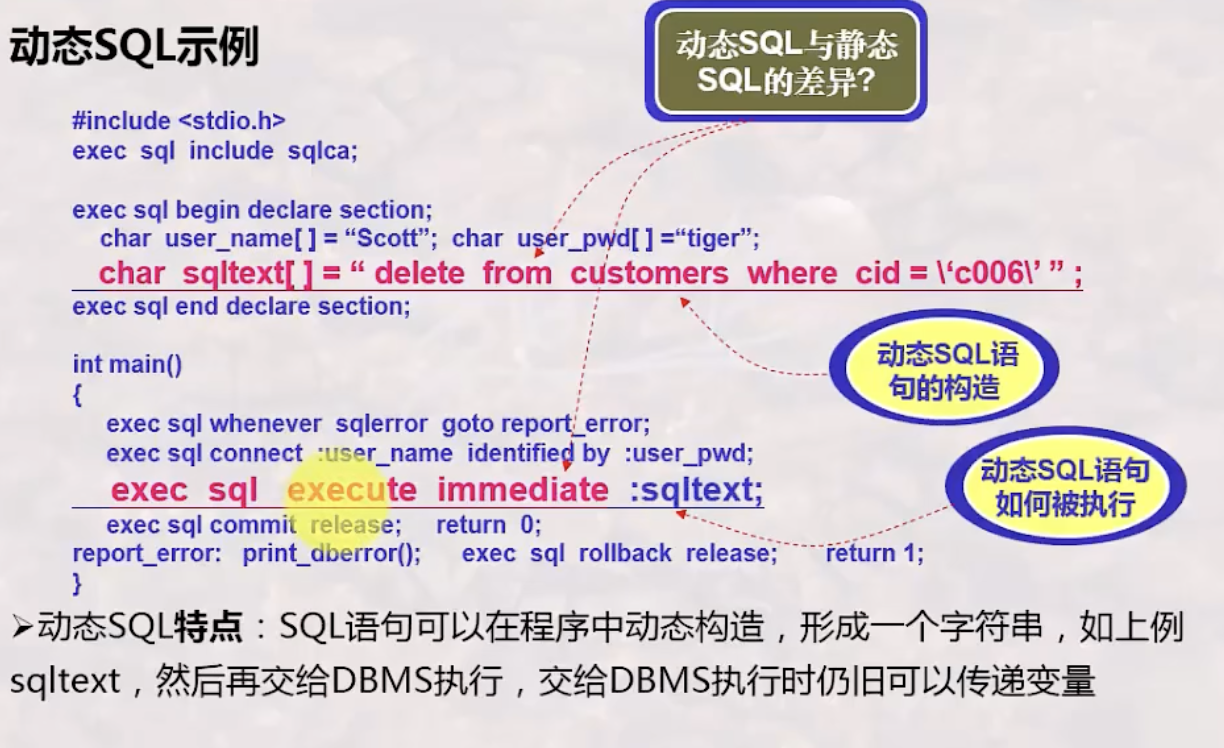 动态SQL示例
动态SQL与静态
SQL的差异?
#include <stdio.h>
exec sql include sqlca;
exec sql begin declare section;
char user_name[ ] = “Scott”; char user_pwd[ ] =“tiger”;
char sqltext[ ] = “ delete from customers where cid = \‘c006\’ ” ;
exec sql end declare section;
动态SQL语
句的构造
int main()
{
exec sql whenever sqlerror goto report_error;
exec sql connect :user_name identified by :user_pwd;
exec sql execute immediate :sqltext;
动态SQL语句
如何被执行
exec sql commit release; return 0;
report_error: print_dberror(); exec sql rollback release; return 1;
}
➢动态SQL特点：SQL语句可以在程序中动态构造，形成一个字符串，如上例
sqltext，然后再交给DBMS执行，交给DBMS执行时仍旧可以传递变量